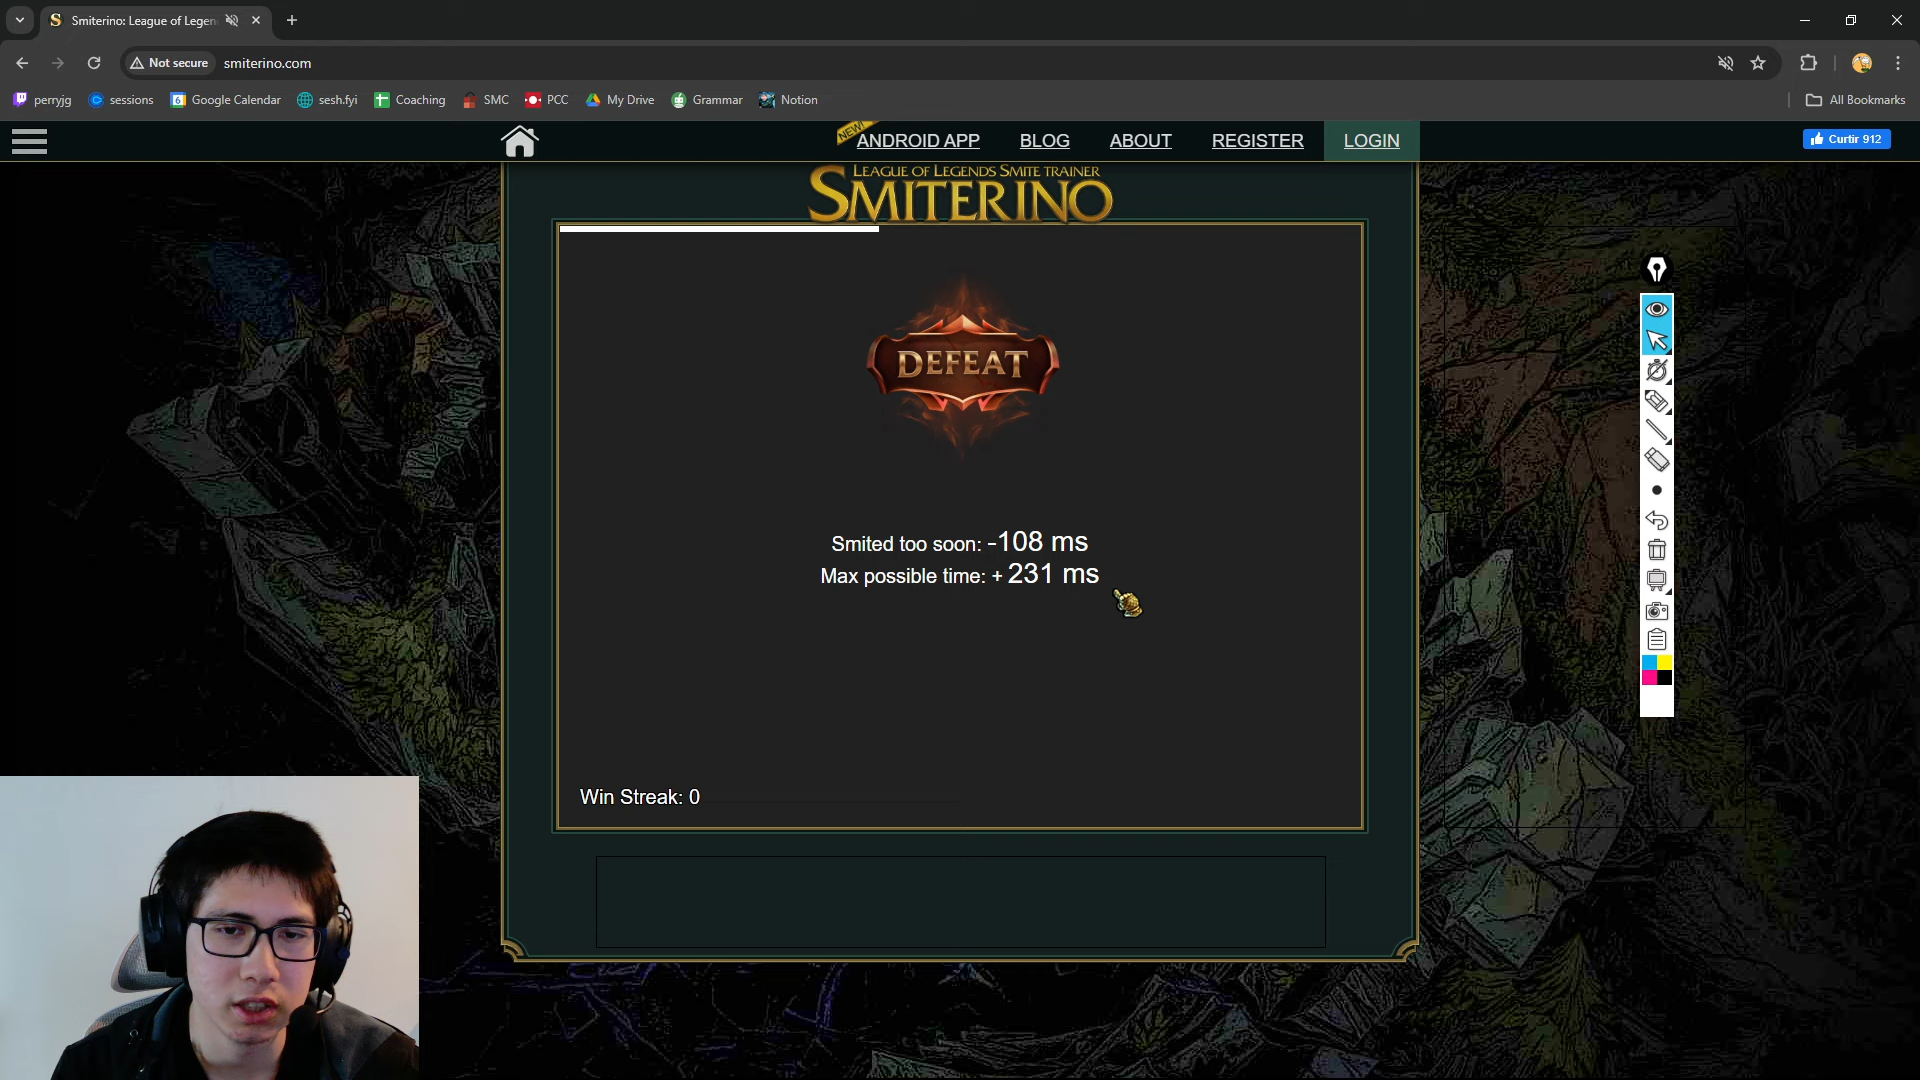 Smiterino: League of Legen
Not secure
smiterino.com
perryjg
sessions
6
Google Calendar
sesh.fyi
Coaching
SMC
PCC
My Drive
Grammar
Notion
All Bookmarks
NEW!
ANDROID APP
BLOG
ABOUT
REGISTER
LOGIN
Curtir 912
LEAGUE OF LEGENDS SMITE TRAINER
SMITERINO
DEFEAT
Smited too soon: -108 ms
Max possible time: + 231 ms
Win Streak: 0